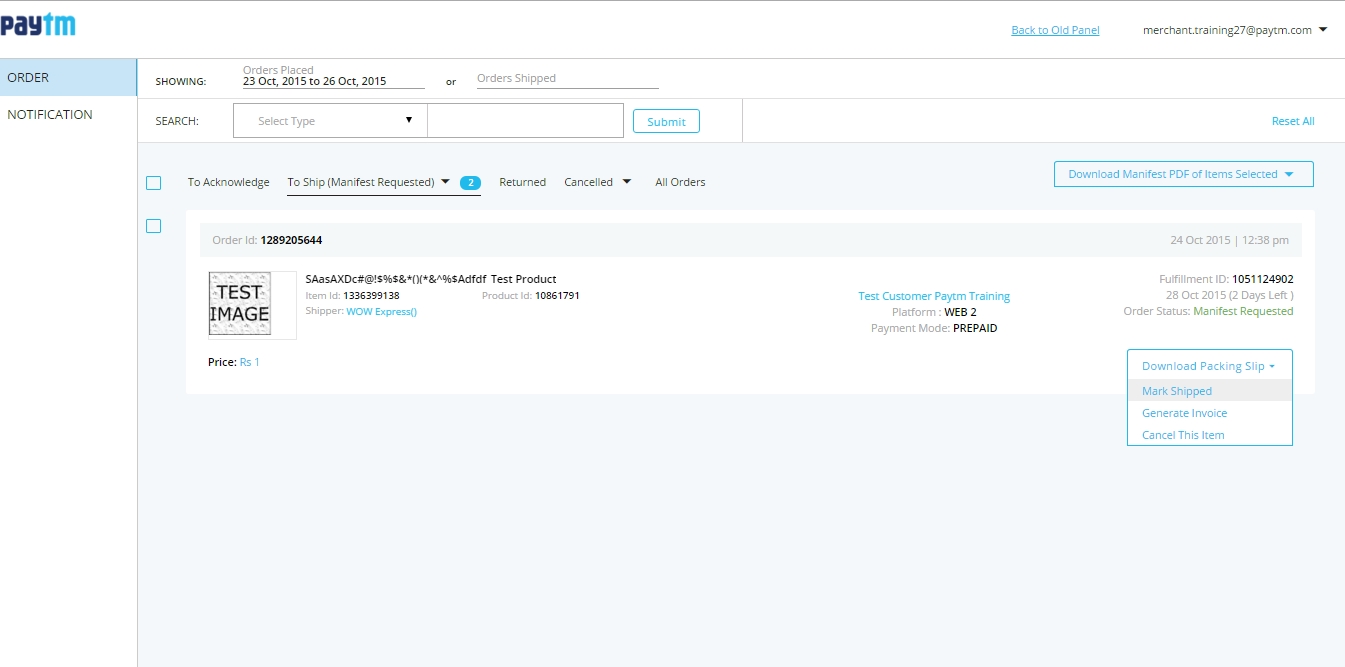 paytm
Back to Old Panel
merchant.training27@paytm.com
ORDER
NOTIFICATION
SHOWING:
Orders Placed
23 Oct, 2015 to 26 Oct, 2015
or
Orders Shipped
SEARCH:
Select Type
Submit
Reset All
To Acknowledge
To Ship (Manifest Requested)
2
Returned
Cancelled
All Orders
Download Manifest PDF of Items Selected
Order Id: 1289205644
24 Oct 2015 | 12:38 pm
TEST
IMAGE
SAasAXDc#@!$%$&*()(*&^%$Adfdf Test Product
Item Id: 1336399138
Product Id: 10861791
Shipper: WOW Express()
Price: Rs 1
Test Customer Paytm Training
Platform : WEB 2
Payment Mode: PREPAID
Fulfillment ID: 1051124902
28 Oct 2015 (2 Days Left )
Order Status: Manifest Requested
Download Packing Slip
Mark Shipped
Generate Invoice
Cancel This Item